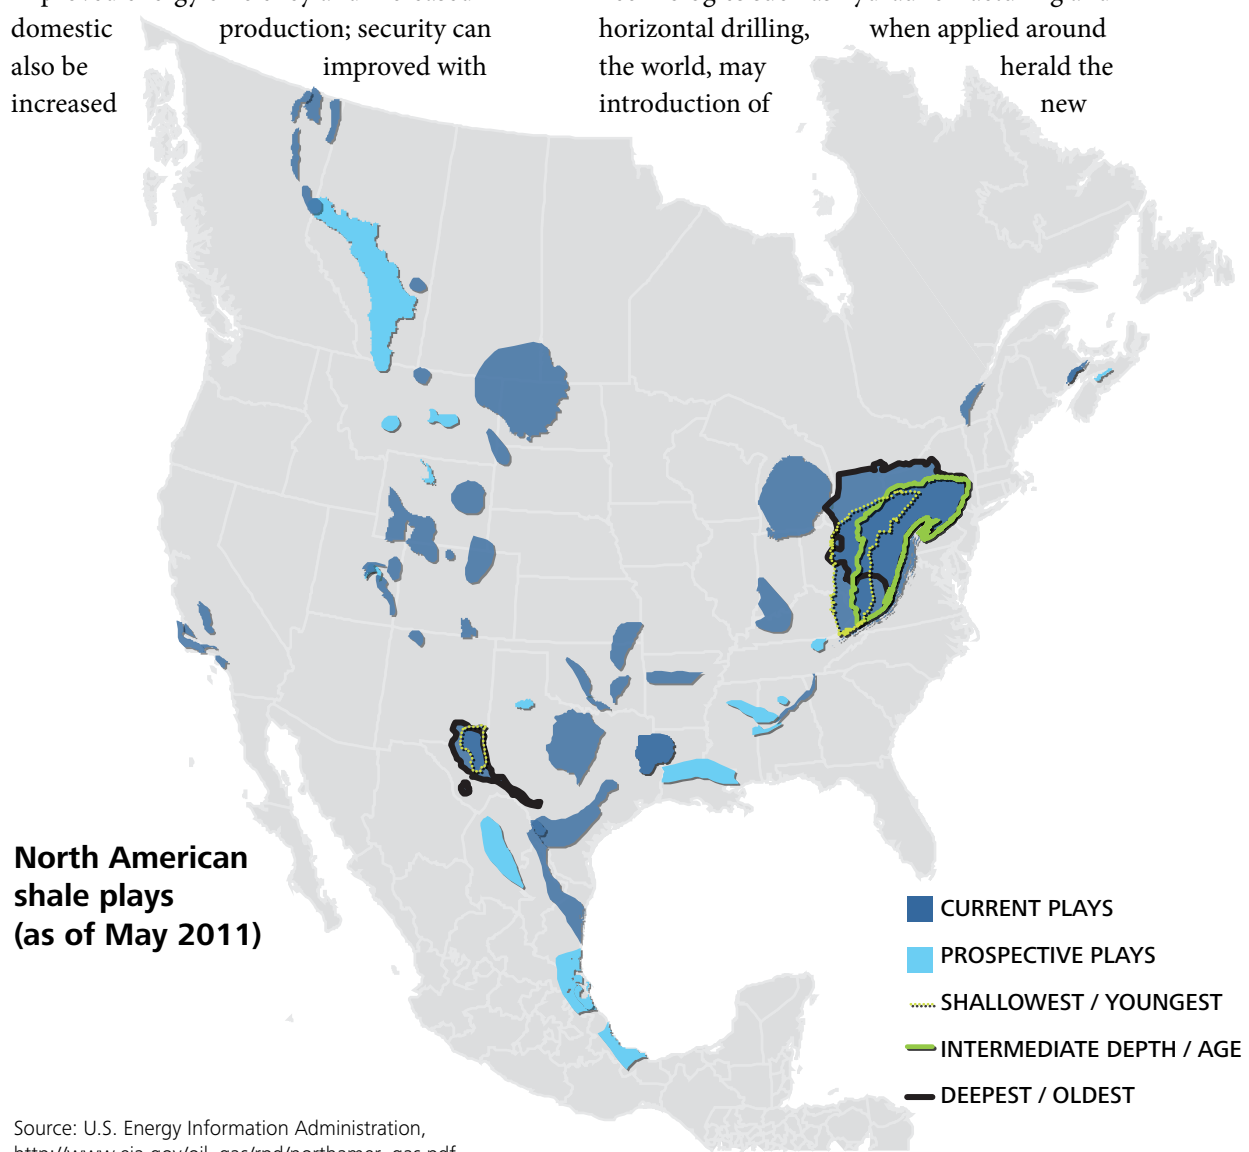 domestic production; security can
also be improved with
increased
horizontal drilling, when applied around
the world, may herald the
introduction of new
North American
shale plays
(as of May 2011)
CURRENT PLAYS
PROSPECTIVE PLAYS
SHALLOWEST / YOUNGEST
INTERMEDIATE DEPTH / AGE
DEEPEST / OLDEST
Source: U.S. Energy Information Administration,